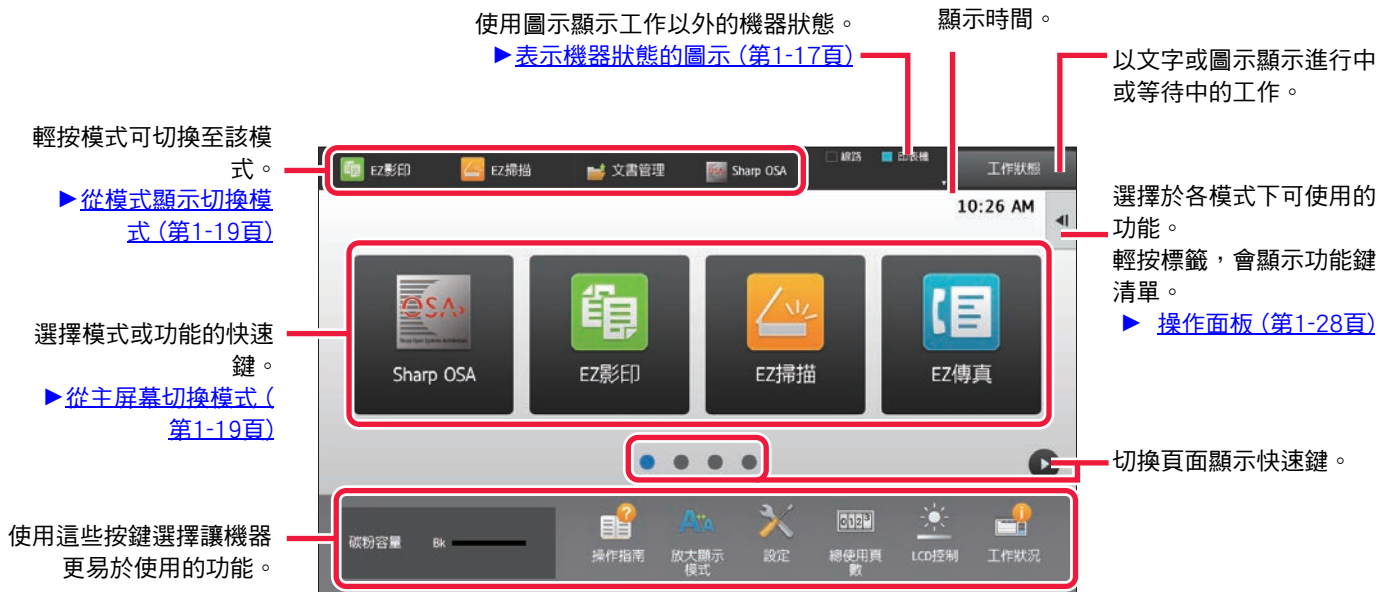 使用圖示顯示工作以外的機器狀態。
►表示機器狀態的圖示 (第1-17頁)
顯示時間。
以文字或圖示顯示進行中
或等待中的工作。
輕按模式可切換至該模
式。
►從模式顯示切換模
式 (第1-19頁)
EZ影印
EZ掃描
文書管理
Sharp OSA
線路
印表機
工作狀態
10:26 AM
選擇於各模式下可使用的
功能。
輕按標籤，會顯示功能鍵
清單。
► 操作面板 (第1-28頁)
選擇模式或功能的快速
鍵。
►從主屏幕切換模式 (
第1-19頁)
OSA
Sharp Open Systems Architecture
Sharp OSA
EZ影印
EZ掃描
EZ傳真
切換頁面顯示快速鍵。
使用這些按鍵選擇讓機器
更易於使用的功能。
碳粉容量
Bk
操作指南
放大顯示
模式
設定
總使用頁
數
LCD控制
工作狀況